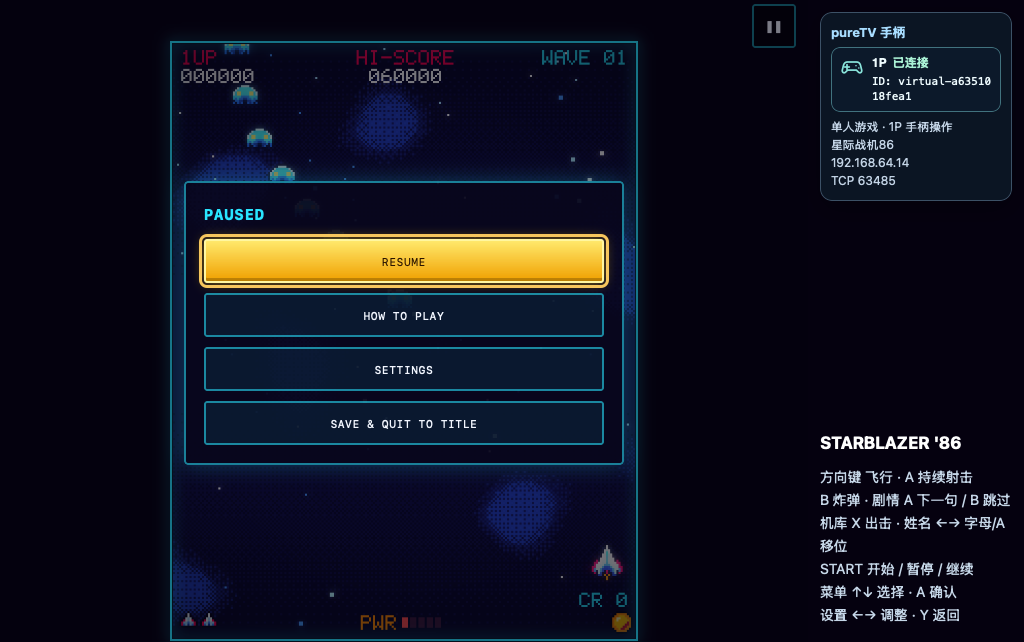 1UP
HI-SCORE
WAVE 01
000000
060000
PAUSED
RESUME
HOW TO PLAY
SETTINGS
SAVE & QUIT TO TITLE
CR 0
PWR
pureTV 手柄
1P 已连接
ID: virtual-a63510
18fea1
单人游戏 · 1P 手柄操作
星际战机86
192.168.64.14
TCP 63485
STARBLAZER '86
方向键 飞行 · A 持续射击
B 炸弹 · 剧情 A 下一句 / B 跳过
机库 X 出击 · 姓名 ←→ 字母/A
移位
START 开始 / 暂停 / 继续
菜单 ↑↓ 选择 · A 确认
设置 ←→ 调整 · Y 返回